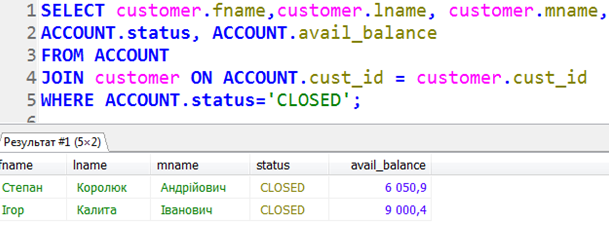 1 SELECT customer.fname,customer.lname, customer.mname,
2 ACCOUNT.status, ACCOUNT.avail_balance
3 FROM ACCOUNT
4 JOIN customer ON ACCOUNT.cust_id = customer.cust_id
5 WHERE ACCOUNT.status='CLOSED';
6
Результат #1 (5×2)
fname lname mname status avail_balance
Степан Королюк Андрійович CLOSED 6 050,9
Ігор Калита Іванович CLOSED 9 000,4